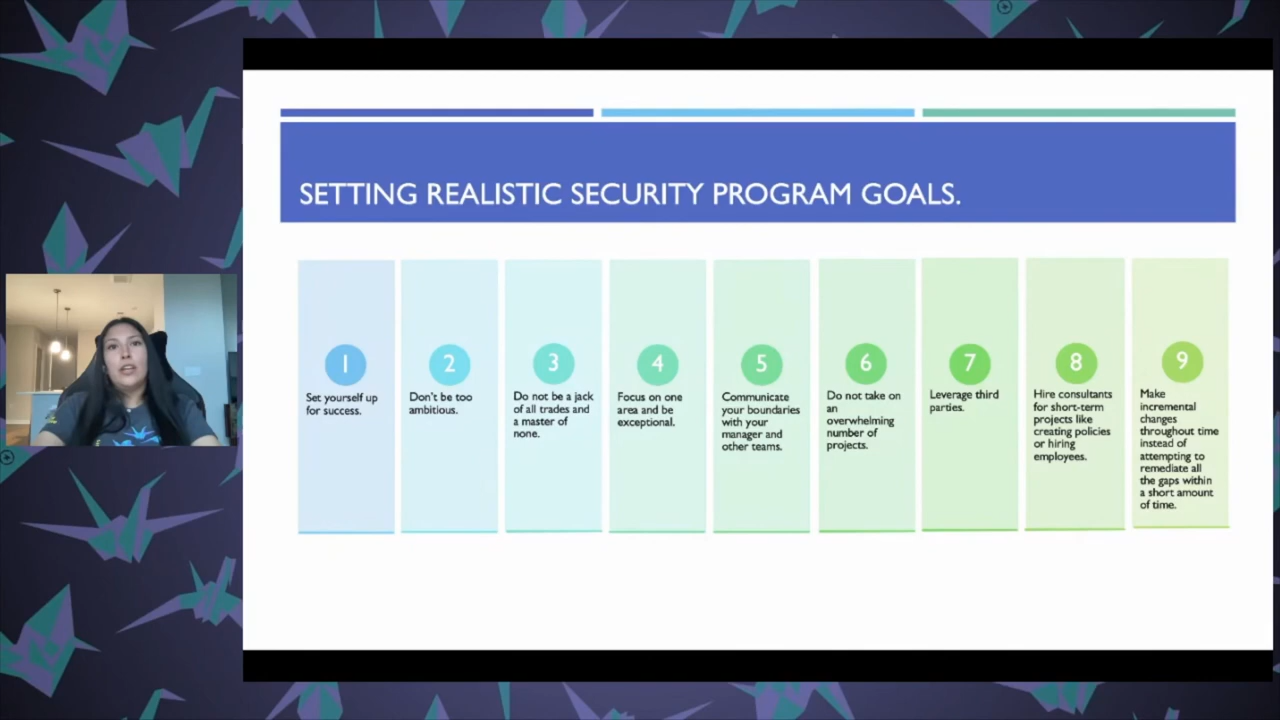 SETTING REALISTIC SECURITY PROGRAM GOALS.
1
Set yourself up
for success.
2
Don't be too
ambitious.
3
Do not be a jack
of all trades and
a master of
none.
4
Focus on one
area and be
exceptional.
5
Communicate
your boundaries
with your
manager and
other teams.
6
Do not take on
an
overwhelming
number of
projects.
7
Leverage third
parties.
8
Hire consultants
for short-term
projects like
creating policies
or hiring
employees.
9
Make
incremental
changes
throughout time
instead of
attempting to
remediate all
the gaps within
a short amount
of time.